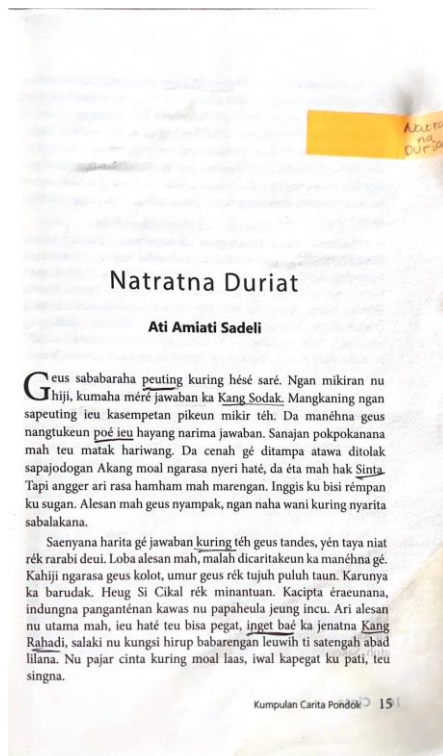 Natra
na
Duria
Natratna Duriat
Ati Amiati Sadeli
Geus sababaraha peuting kuring hésé saré. Ngan mikiran nu
hiji, kumaha méré jawaban ka Kang Sodak. Mangkaning ngan
sapeuting ieu kasempetan pikeun mikir téh. Da manéhna geus
nangtukeun poé ieu hayang narima jawaban. Sanajan pokpokanana
mah teu matak hariwang. Da cenah gé ditampa atawa ditolak
sapajodogan Akang moal ngarasa nyeri haté, da éta mah hak Sinta.
Tapi angger ari rasa hamham mah marengan. Inggis ku bisi rémpan
ku sugan. Alesan mah geus nyampak, ngan naha wani kuring nyarita
sabalakana.
Saenyana harita gé jawaban kuring téh geus tandes, yén taya niat
rék rarabi deui. Loba alesan mah, malah dicaritakeun ka manéhna gé.
Kahiji ngarasa geus kolot, umur geus rék tujuh puluh taun. Karunya
ka barudak. Heug Si Cikal rék minantuan. Kacipta éraeunana,
indungna pangantenan kawas nu papaheula jeung incu. Ari alesan
nu utama mah, ieu haté teu bisa pegat, inget baé ka jenatna Kang
Rahadi, salaki nu kungsi hirup babarengan leuwih ti satengah abad
lilana. Nu pajar cinta kuring moal laas, iwal kapegat ku pati, teu
singna.
Kumpulan Carita Pondok 15